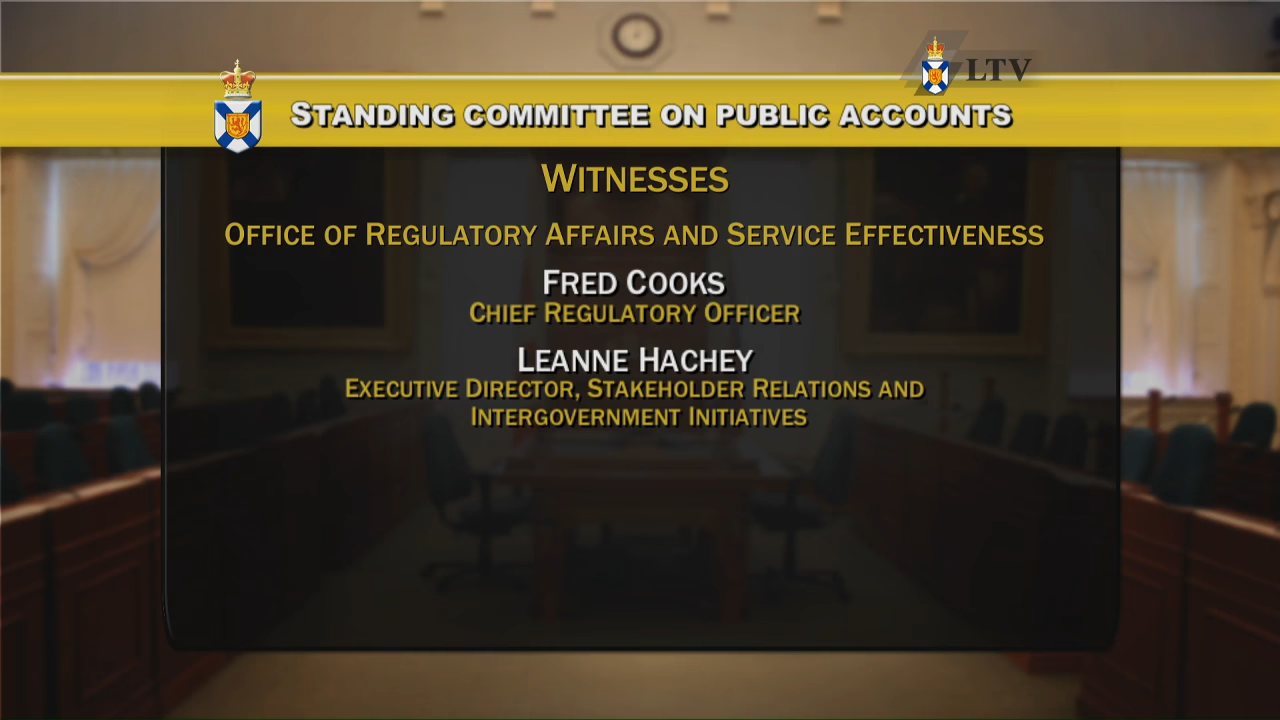 LTV
STANDING COMMITTEE ON PUBLIC ACCOUNTS
WITNESSES
OFFICE OF REGULATORY AFFAIRS AND SERVICE EFFECTIVENESS
FRED COOKS
CHIEF REGULATORY OFFICER
LEANNE HACHEY
EXECUTIVE DIRECTOR, STAKEHOLDER RELATIONS AND
INTERGOVERNMENT INITIATIVES